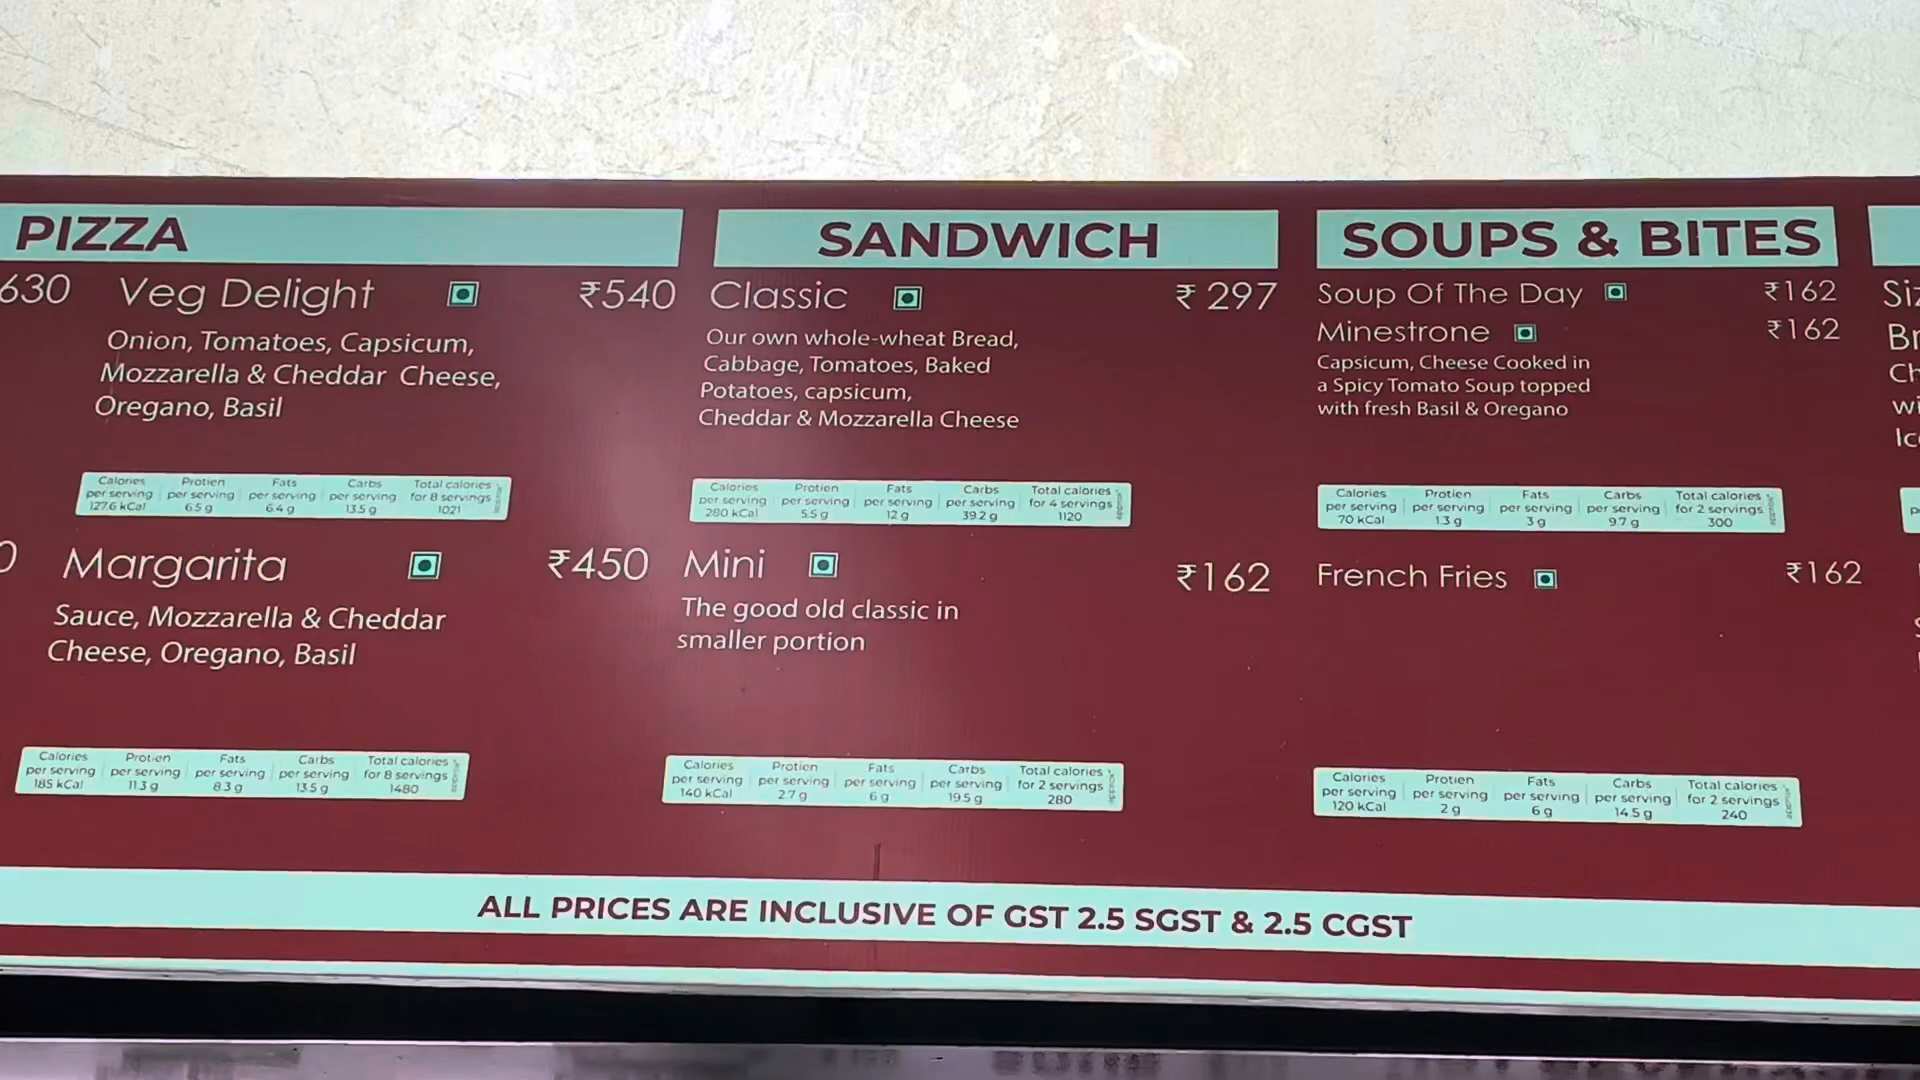 PIZZA
630
Veg Delight ₹540
Onion, Tomatoes, Capsicum,
Mozzarella & Cheddar Cheese,
Oregano, Basil
Calories Protien Fats Carbs Total calories
per serving per serving per serving per serving for 8 servings
127.6 kCal 6.5 g 6.4 g 13.5 g 1021
Margarita ₹450
Sauce, Mozzarella & Cheddar
Cheese, Oregano, Basil
Calories Protien Fats Carbs Total calories
per serving per serving per serving per serving for 8 servings
185 kCal 11.3 g 8.3 g 13.5 g 1480
SANDWICH
Classic ₹ 297
Our own whole-wheat Bread,
Cabbage, Tomatoes, Baked
Potatoes, capsicum,
Cheddar & Mozzarella Cheese
Calories Protien Fats Carbs Total calories
per serving per serving per serving per serving for 4 servings
280 kCal 5.5 g 12 g 39.2 g 1120
Mini ₹162
The good old classic in
smaller portion
Calories Protien Fats Carbs Total calories
per serving per serving per serving per serving for 2 servings
140 kCal 2.7 g 6 g 19.5 g 280
SOUPS & BITES
Soup Of The Day ₹162
Minestrone ₹162
Capsicum, Cheese Cooked in
a Spicy Tomato Soup topped
with fresh Basil & Oregano
Calories Protien Fats Carbs Total calories
per serving per serving per serving per serving for 2 servings
70 kCal 1.3 g 3 g 9.7 g 300
French Fries ₹162
Calories Protien Fats Carbs Total calories
per serving per serving per serving per serving for 2 servings
120 kCal 2 g 6 g 14.5 g 240
ALL PRICES ARE INCLUSIVE OF GST 2.5 SGST & 2.5 CGST